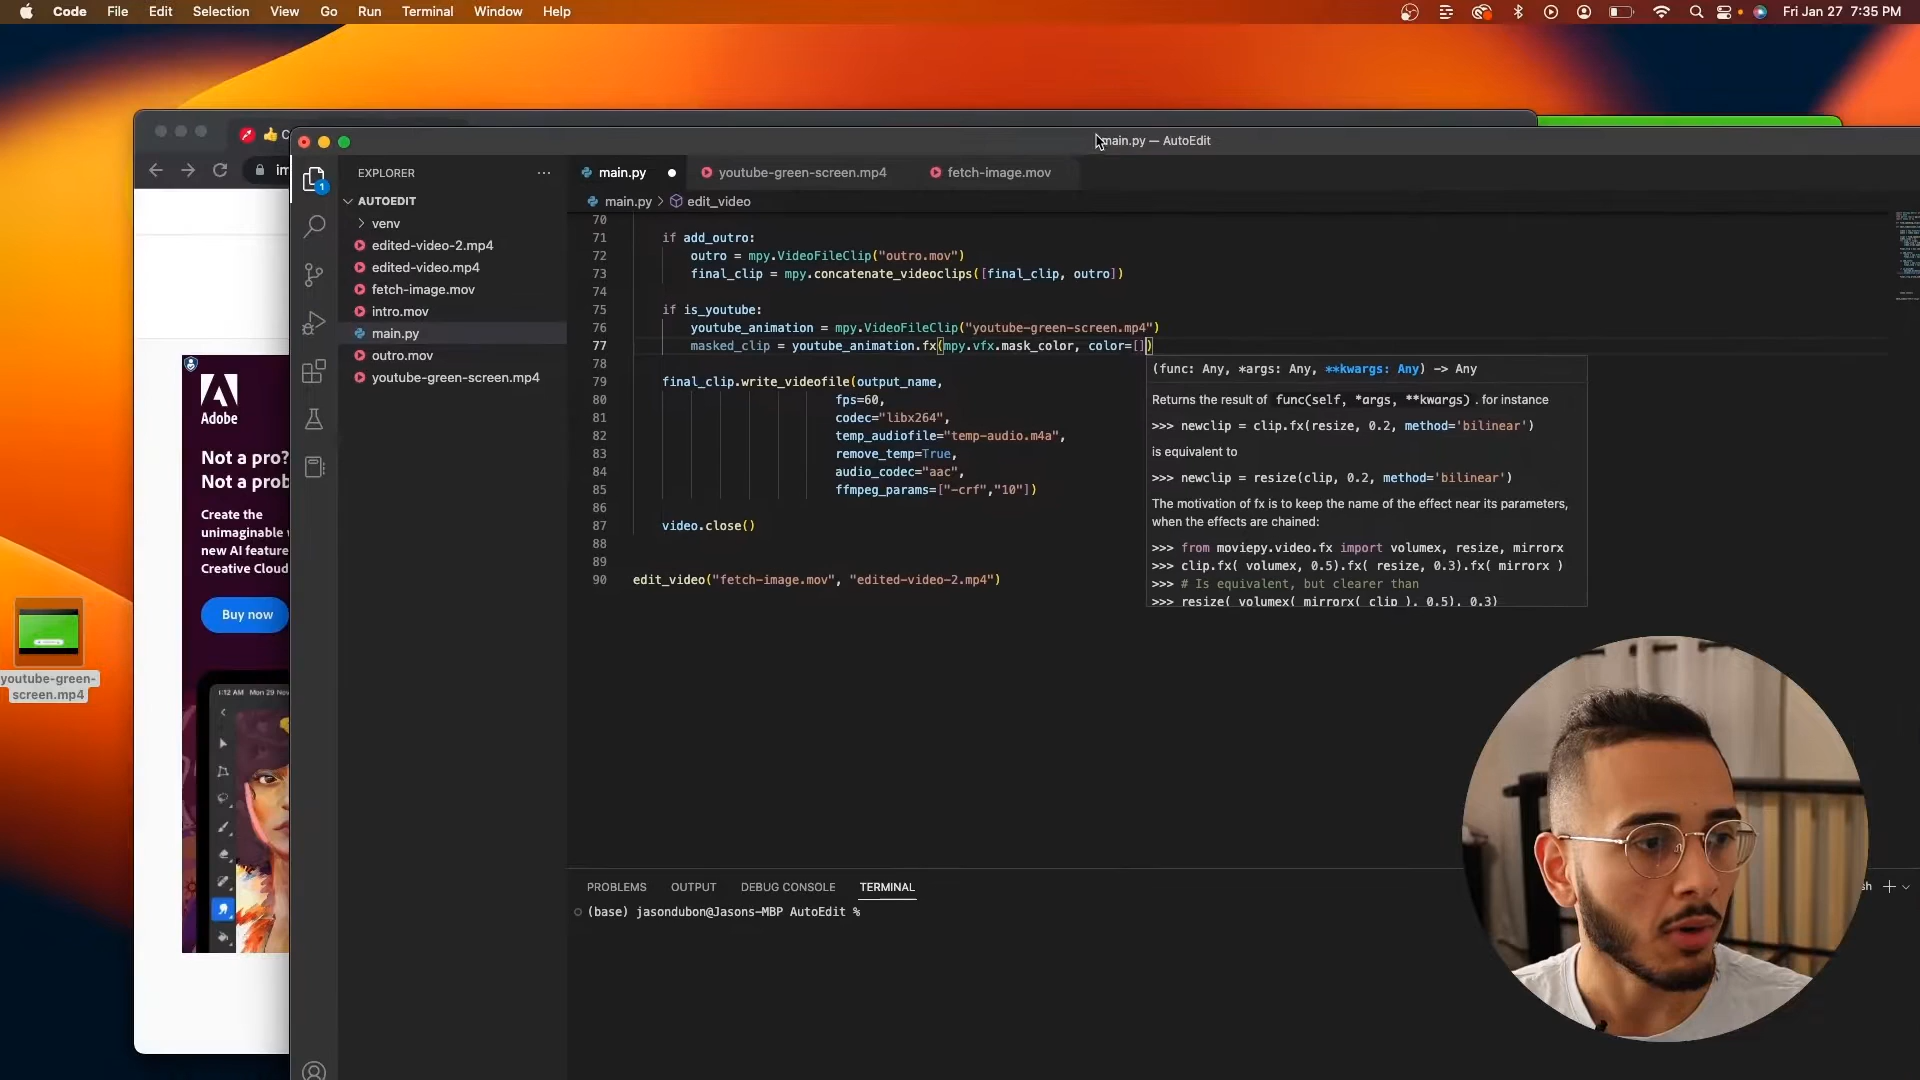 Code File Edit Selection View Go Run Terminal Window Help
Fri Jan 27 7:35 PM
main.py — AutoEdit
EXPLORER
AUTOEDIT
venv
edited-video-2.mp4
edited-video.mp4
fetch-image.mov
intro.mov
main.py
outro.mov
youtube-green-screen.mp4
1
main.py youtube-green-screen.mp4 fetch-image.mov
main.py > edit_video
70
71 if add_outro:
72 outro = mpy.VideoFileClip("outro.mov")
73 final_clip = mpy.concatenate_videoclips([final_clip, outro])
74
75 if is_youtube:
76 youtube_animation = mpy.VideoFileClip("youtube-green-screen.mp4")
77 masked_clip = youtube_animation.fx(mpy.vfx.mask_color, color=[])
78
79 final_clip.write_videofile(output_name,
80 fps=60,
81 codec="libx264",
82 temp_audiofile="temp-audio.m4a",
83 remove_temp=True,
84 audio_codec="aac",
85 ffmpeg_params=["-crf","10"])
86
87 video.close()
88
89
90 edit_video("fetch-image.mov", "edited-video-2.mp4")
(func: Any, *args: Any, **kwargs: Any) -> Any
Returns the result of func(self, *args, **kwargs) . for instance
>>> newclip = clip.fx(resize, 0.2, method='bilinear')
is equivalent to
>>> newclip = resize(clip, 0.2, method='bilinear')
The motivation of fx is to keep the name of the effect near its parameters,
when the effects are chained:
>>> from moviepy.video.fx import volumex, resize, mirrorx
>>> clip.fx( volumex, 0.5).fx( resize, 0.3).fx( mirrorx )
>>> # Is equivalent, but clearer than
>>> resize( volumex( mirrorx( clip ), 0.5), 0.3)
PROBLEMS OUTPUT DEBUG CONSOLE TERMINAL
(base) jasondubon@Jasons-MBP AutoEdit %
sh
Adobe
Not a pro?
Not a prob
Create the
unimaginable
new AI feature
Creative Cloud
Buy now
1:12 AM Mon 29 Nov
youtube-green-
screen.mp4